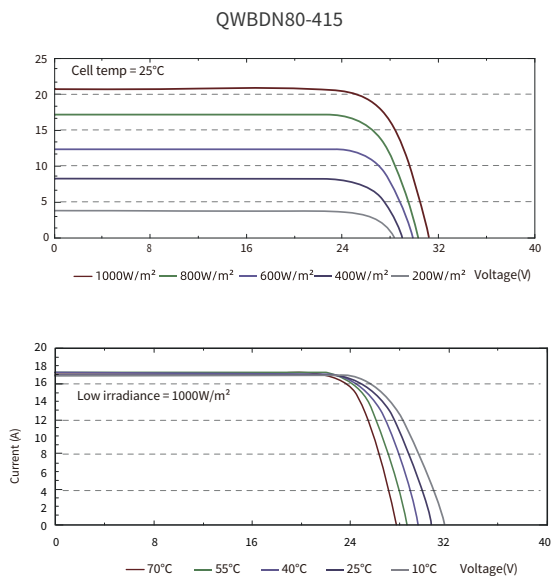 QWBDN80-415
25
Cell temp = 25℃
20
15
10
5
0
0 8 16 24 32 40
1000W/m² 800W/m² 600W/m² 400W/m² 200W/m² Voltage(V)
20
18
16
Low irradiance = 1000W/m²
14
12
10
8
6
4
2
0
Current (A)
0 8 16 24 32 40
70℃ 55℃ 40℃ 25℃ 10℃ Voltage(V)